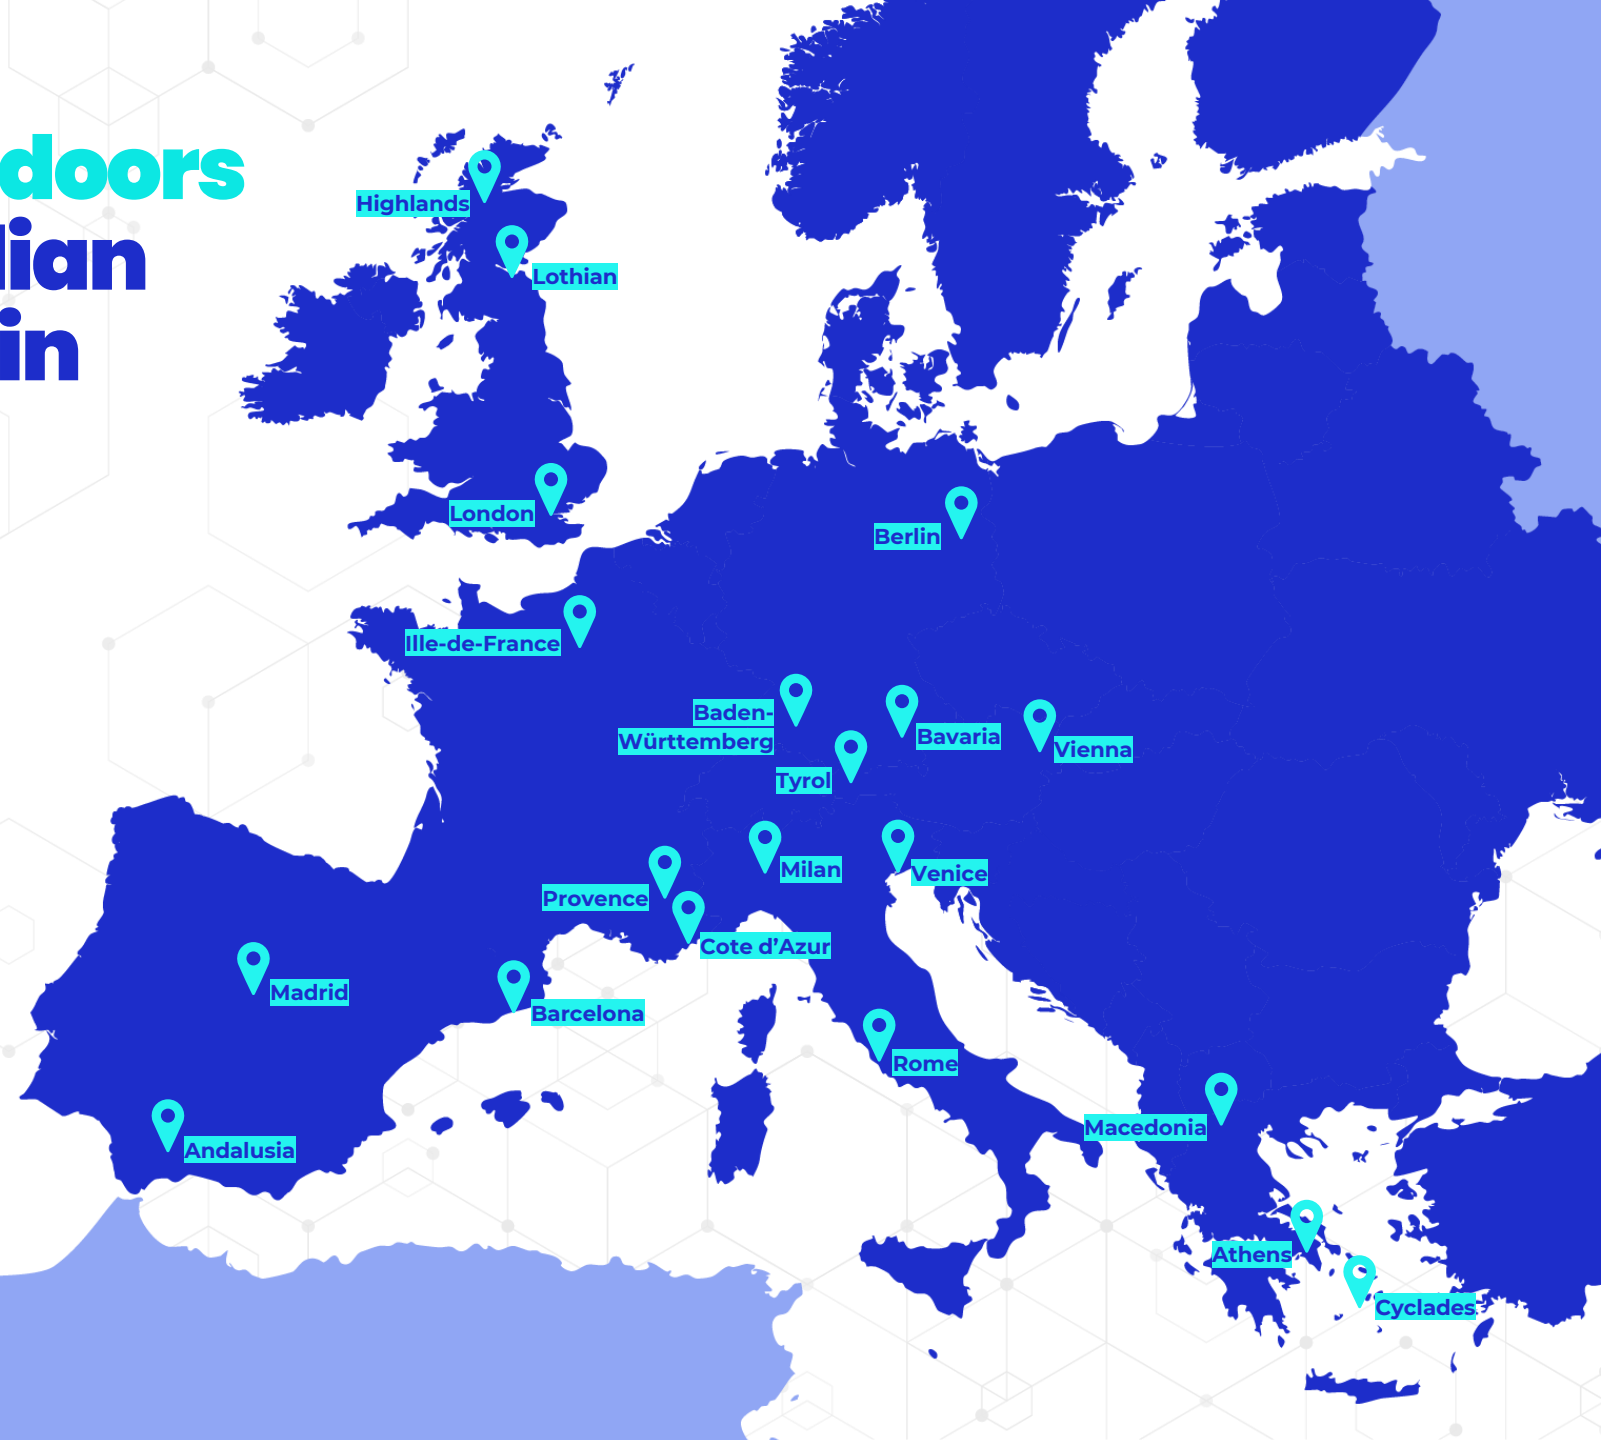 doors
lian
in
Highlands
Lothian
London
Berlin
Ille-de-France
Baden-
Württemberg
Bavaria
Vienna
Tyrol
Milan
Venice
Provence
Cote d’Azur
Madrid
Barcelona
Rome
Macedonia
Andalusia
Athens
Cyclades